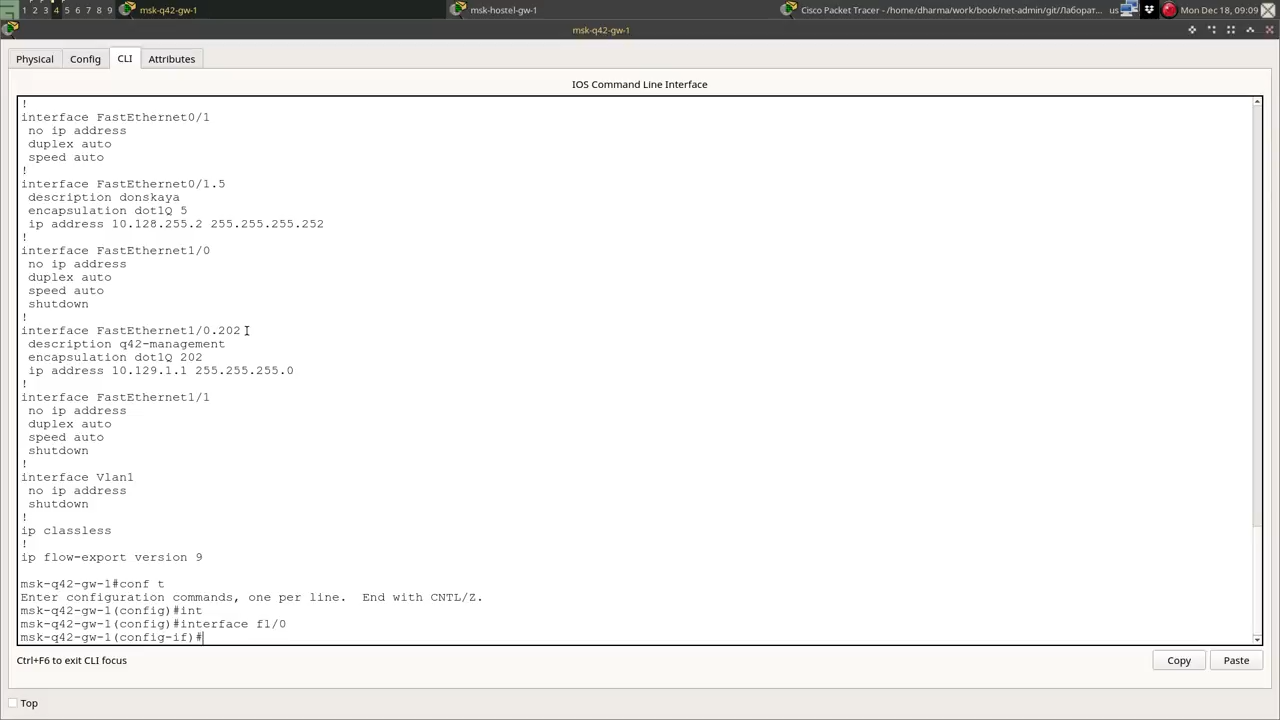 1 2 3 4 5 6 7 8 9 msk-q42-gw-1 msk-hostel-gw-1 Cisco Packet Tracer - /home/dharma/work/book/net-admin/git/Лаборат... us Mon Dec 18, 09:09
msk-q42-gw-1
Physical Config CLI Attributes
IOS Command Line Interface
!
interface FastEthernet0/1
no ip address
duplex auto
speed auto
!
interface FastEthernet0/1.5
description donskaya
encapsulation dot1Q 5
ip address 10.128.255.2 255.255.255.252
!
interface FastEthernet1/0
no ip address
duplex auto
speed auto
shutdown
!
interface FastEthernet1/0.202
description q42-management
encapsulation dot1Q 202
ip address 10.129.1.1 255.255.255.0
!
interface FastEthernet1/1
no ip address
duplex auto
speed auto
shutdown
!
interface Vlan1
no ip address
shutdown
!
ip classless
!
ip flow-export version 9
msk-q42-gw-1#conf t
Enter configuration commands, one per line.  End with CNTL/Z.
msk-q42-gw-1(config)#int
msk-q42-gw-1(config)#interface f1/0
msk-q42-gw-1(config-if)#
Ctrl+F6 to exit CLI focus
Copy Paste
Top